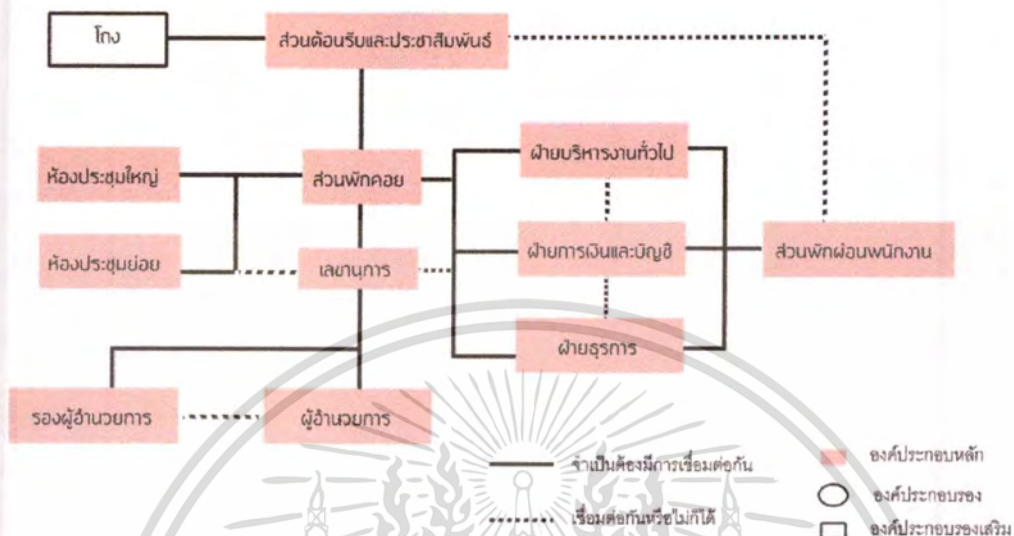 โถง
ส่วนต้อนรับและประชาสัมพันธ์
ห้องประชุมใหญ่
ส่วนพักคอย
ฝ่ายบริหารงานทั่วไป
ห้องประชุมย่อย
เลขานุการ
ฝ่ายการเงินและบัญชี
ส่วนพักผ่อนพนักงาน
ฝ่ายธุรการ
รองผู้อำนวยการ
ผู้อำนวยการ
จำเป็นต้องมีการเชื่อมต่อกัน
องค์ประกอบหลัก
องค์ประกอบรอง
เชื่อมต่อกันหรือไม่ก็ได้
องค์ประกอบรองเสริม